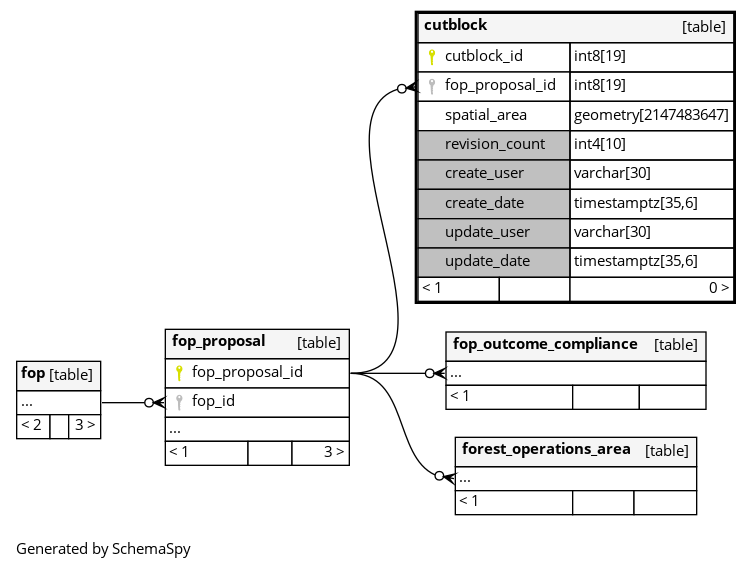 cutblock [table]
cutblock_id int8[19]
fop_proposal_id int8[19]
spatial_area geometry[2147483647]
revision_count int4[10]
create_user varchar[30]
create_date timestamptz[35,6]
update_user varchar[30]
update_date timestamptz[35,6]
< 1 0 >
fop_proposal [table]
fop_proposal_id
fop_id
...
< 1 3 >
fop [table]
...
< 2 3 >
fop_outcome_compliance [table]
...
< 1
forest_operations_area [table]
...
< 1
Generated by SchemaSpy